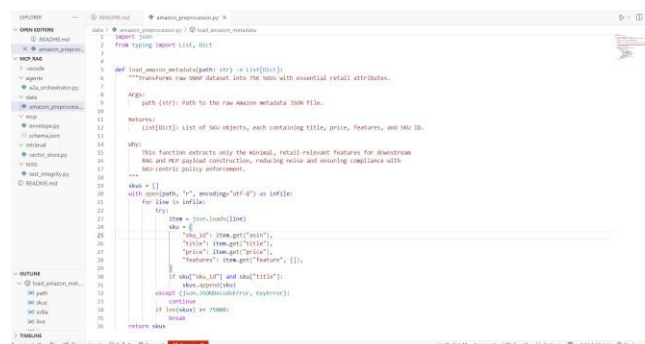 EXPLORER
OPEN EDITORS
README.md
amazon_preproc...
MCP_RAG
.vscode
agents
a2a_orchestrator.py
data
amazon_preprocess...
mcp
envelope.py
schema.json
retrieval
vector_store.py
tests
test_integrity.py
README.md
OUTLINE
load_amazon_met...
path
skus
infile
line
TIMELINE
README.md
amazon_preprocessor.py
data > amazon_preprocessor.py > load_amazon_metadata
import json
from typing import List, Dict
def load_amazon_metadata(path: str) -> List[Dict]:
"""Transforms raw SNAP dataset into 75K SKUs with essential retail attributes.
Args:
path (str): Path to the raw Amazon metadata JSON file.
Returns:
List[Dict]: List of SKU objects, each containing title, price, features, and SKU ID.
Why:
This function extracts only the minimal, retail-relevant features for downstream
RAG and MCP payload construction, reducing noise and ensuring compliance with
SKU-centric policy enforcement.
"""
skus = []
with open(path, "r", encoding="utf-8") as infile:
for line in infile:
try:
item = json.loads(line)
sku = {
"sku_id": item.get("asin"),
"title": item.get("title"),
"price": item.get("price"),
"features": item.get("feature", []),
}
if sku["sku_id"] and sku["title"]:
skus.append(sku)
except (json.JSONDecodeError, KeyError):
continue
if len(skus) >= 75000:
break
return skus